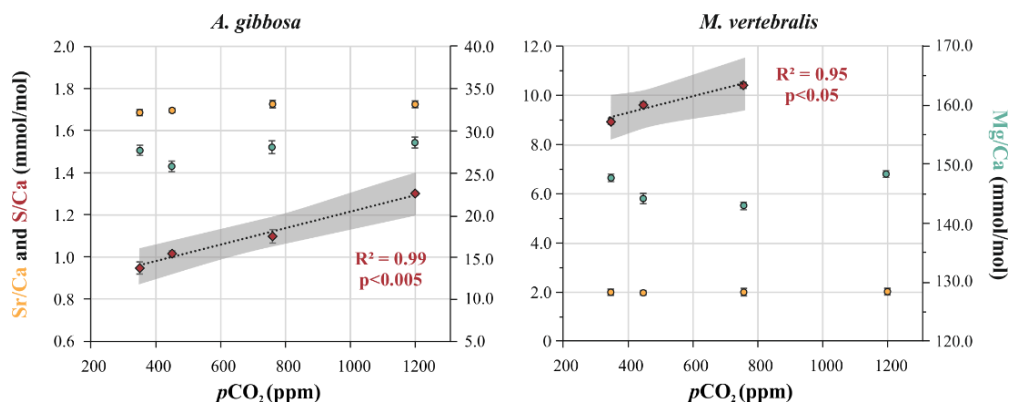 A. gibbosa
M. vertebralis
Sr/Ca and S/Ca (mmol/mol)
2.0
1.8
1.6
1.4
1.2
1.0
0.8
0.6
40.0
35.0
30.0
25.0
20.0
15.0
10.0
5.0
R² = 0.99
p<0.005
200 400 600 800 1000 1200
pCO₂ (ppm)
12.0
10.0
8.0
6.0
4.0
2.0
0
170.0
160.0
150.0
140.0
130.0
120.0
R² = 0.95
p<0.05
200 400 600 800 1000 1200
pCO₂ (ppm)
Mg/Ca (mmol/mol)